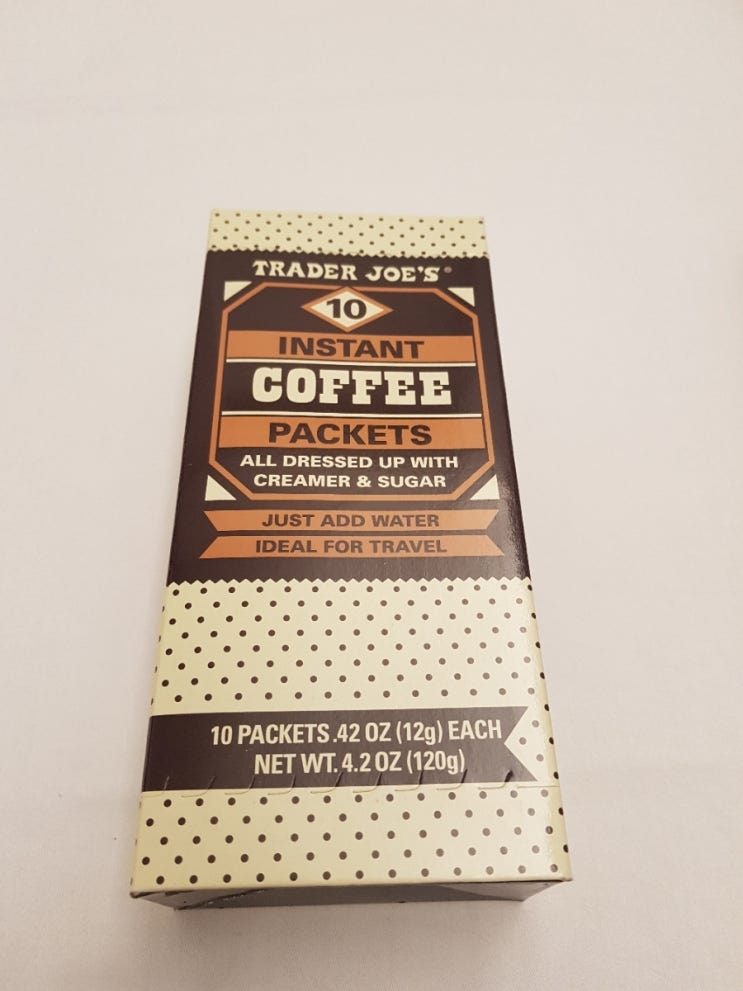 TRADER JOE'S®
10
INSTANT
COFFEE
PACKETS
ALL DRESSED UP WITH
CREAMER & SUGAR
JUST ADD WATER
IDEAL FOR TRAVEL
10 PACKETS .42 OZ (12g) EACH
NET WT. 4.2 OZ (120g)